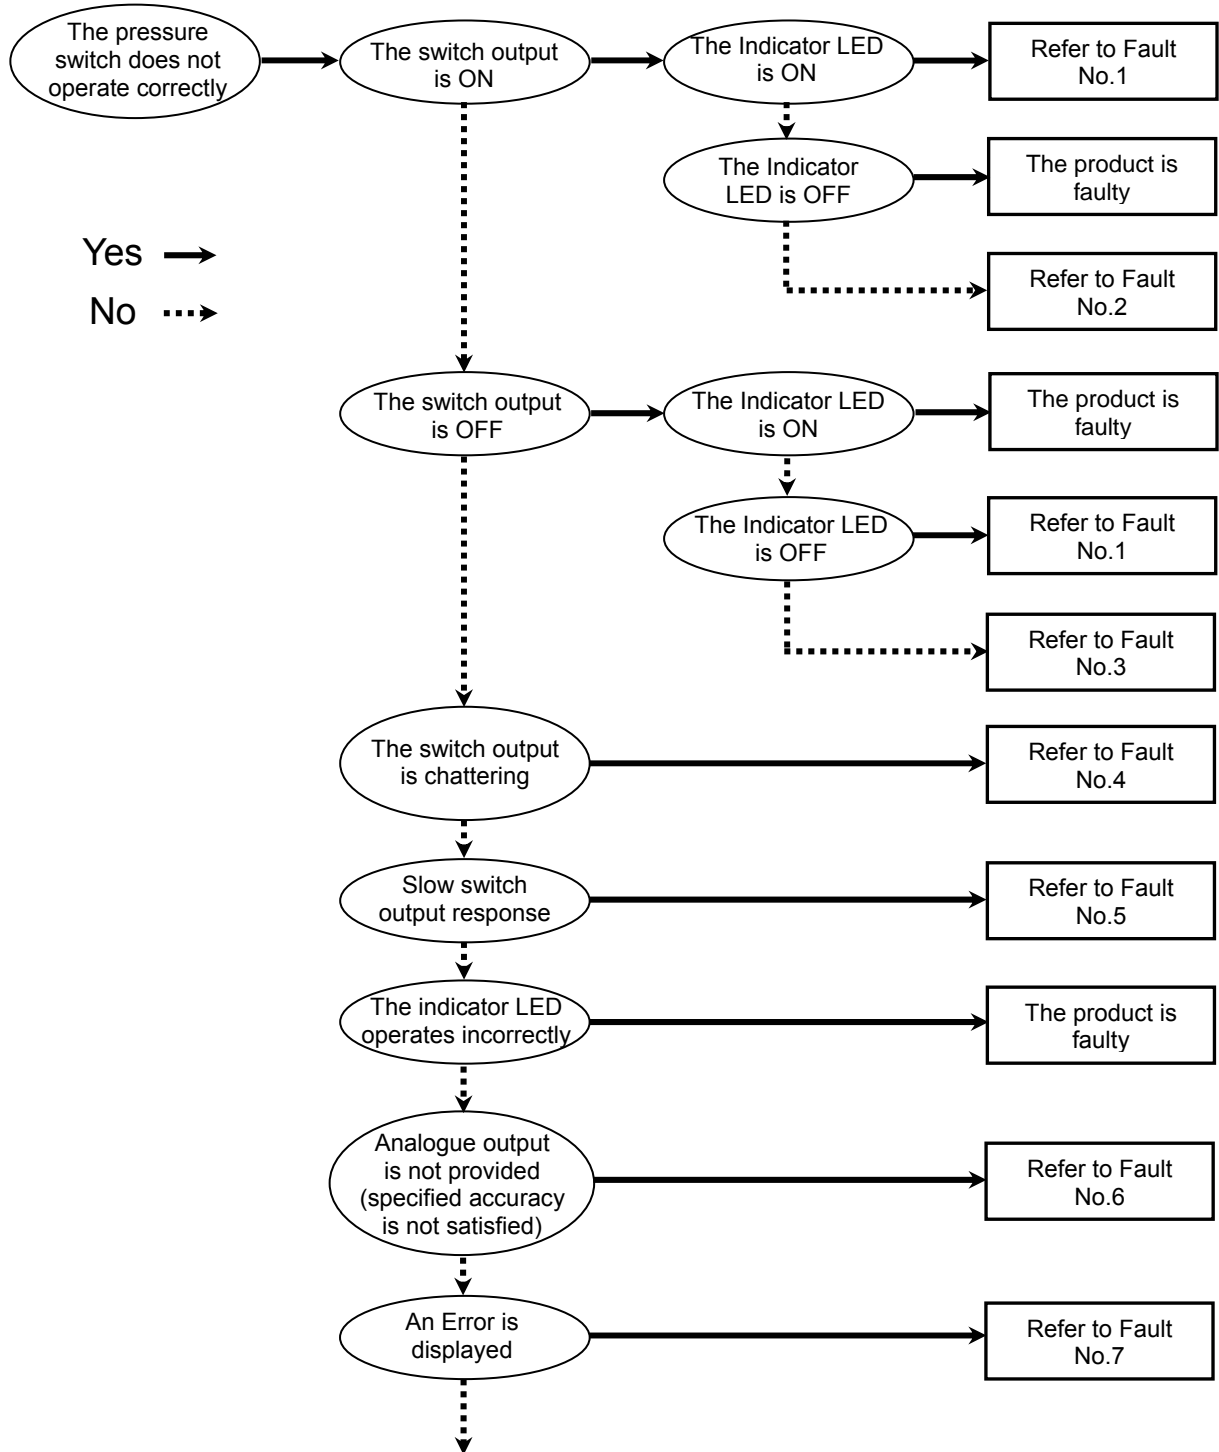 The pressure
switch does not
operate correctly
The switch output
is ON
The Indicator LED
is ON
Refer to Fault
No.1
The Indicator
LED is OFF
The product is
faulty
Yes
No
Refer to Fault
No.2
The switch output
is OFF
The Indicator LED
is ON
The product is
faulty
The Indicator LED
is OFF
Refer to Fault
No.1
Refer to Fault
No.3
The switch output
is chattering
Refer to Fault
No.4
Slow switch
output response
Refer to Fault
No.5
The indicator LED
operates incorrectly
The product is
faulty
Analogue output
is not provided
(specified accuracy
is not satisfied)
Refer to Fault
No.6
An Error is
displayed
Refer to Fault
No.7